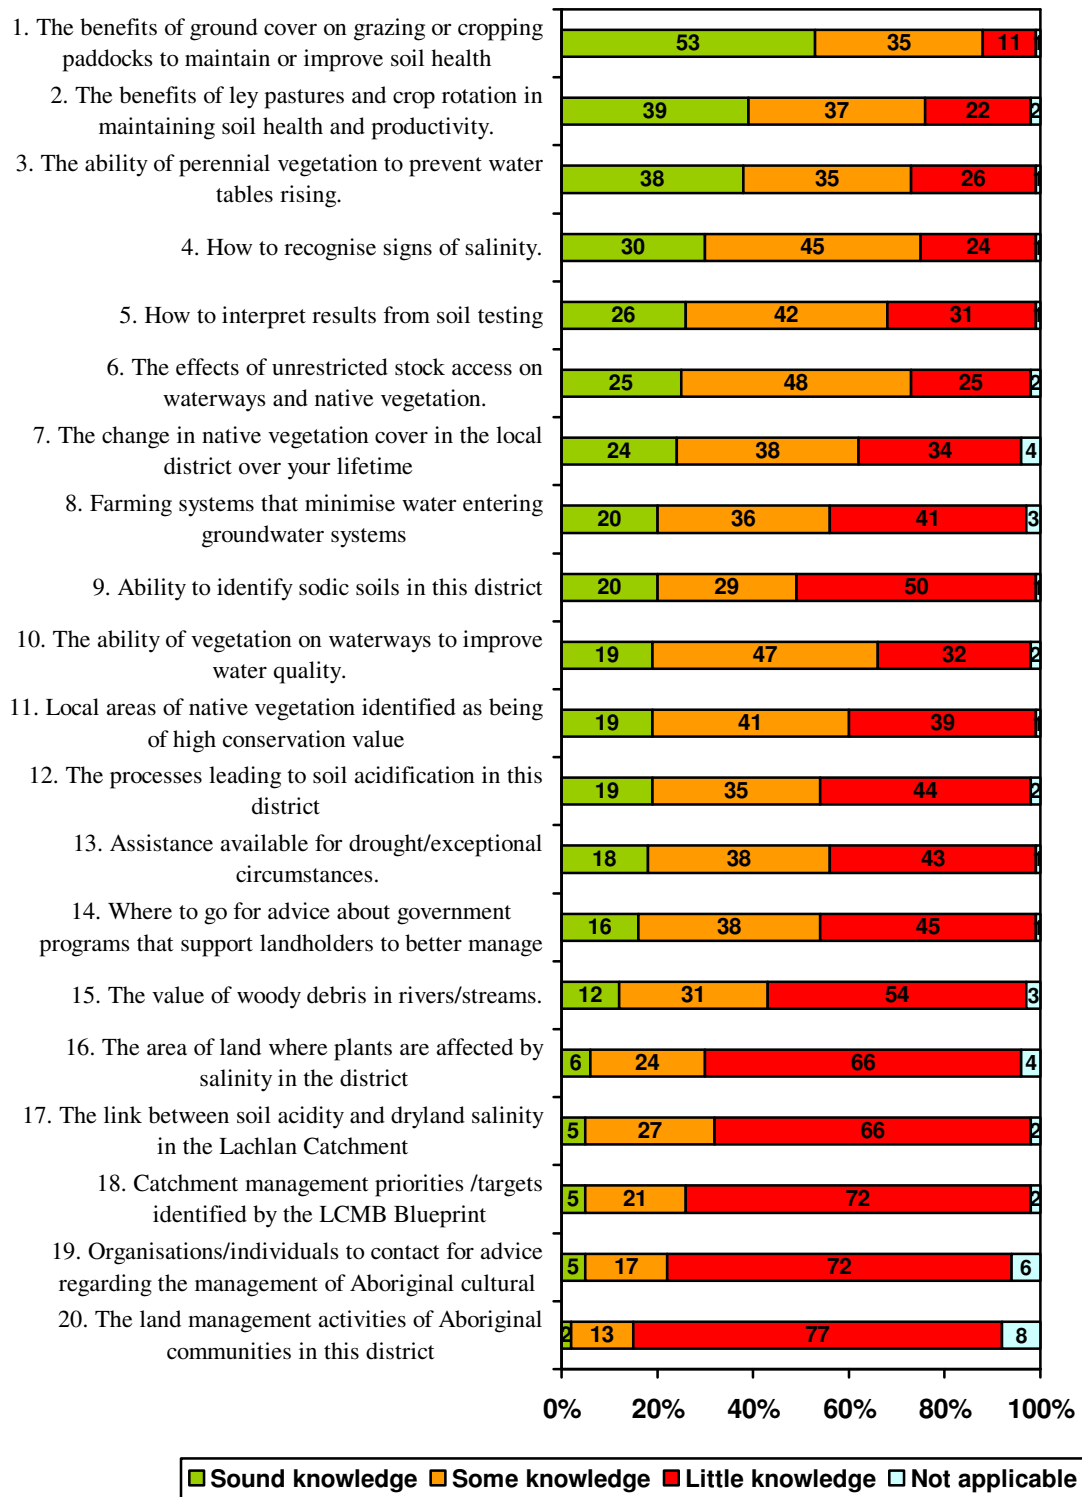 1. The benefits of ground cover on grazing or cropping
paddocks to maintain or improve soil health
53 35 11 1
2. The benefits of ley pastures and crop rotation in
maintaining soil health and productivity.
39 37 22 2
3. The ability of perennial vegetation to prevent water
tables rising.
38 35 26 1
4. How to recognise signs of salinity.
30 45 24 1
5. How to interpret results from soil testing
26 42 31 1
6. The effects of unrestricted stock access on
waterways and native vegetation.
25 48 25 2
7. The change in native vegetation cover in the local
district over your lifetime
24 38 34 4
8. Farming systems that minimise water entering
groundwater systems
20 36 41 3
9. Ability to identify sodic soils in this district
20 29 50 1
10. The ability of vegetation on waterways to improve
water quality.
19 47 32 2
11. Local areas of native vegetation identified as being
of high conservation value
19 41 39 1
12. The processes leading to soil acidification in this
district
19 35 44 2
13. Assistance available for drought/exceptional
circumstances.
18 38 43 1
14. Where to go for advice about government
programs that support landholders to better manage
16 38 45 1
15. The value of woody debris in rivers/streams.
12 31 54 3
16. The area of land where plants are affected by
salinity in the district
6 24 66 4
17. The link between soil acidity and dryland salinity
in the Lachlan Catchment
5 27 66 2
18. Catchment management priorities /targets
identified by the LCMB Blueprint
5 21 72 2
19. Organisations/individuals to contact for advice
regarding the management of Aboriginal cultural
5 17 72 6
20. The land management activities of Aboriginal
communities in this district
2 13 77 8
0% 20% 40% 60% 80% 100%
Sound knowledge Some knowledge Little knowledge Not applicable